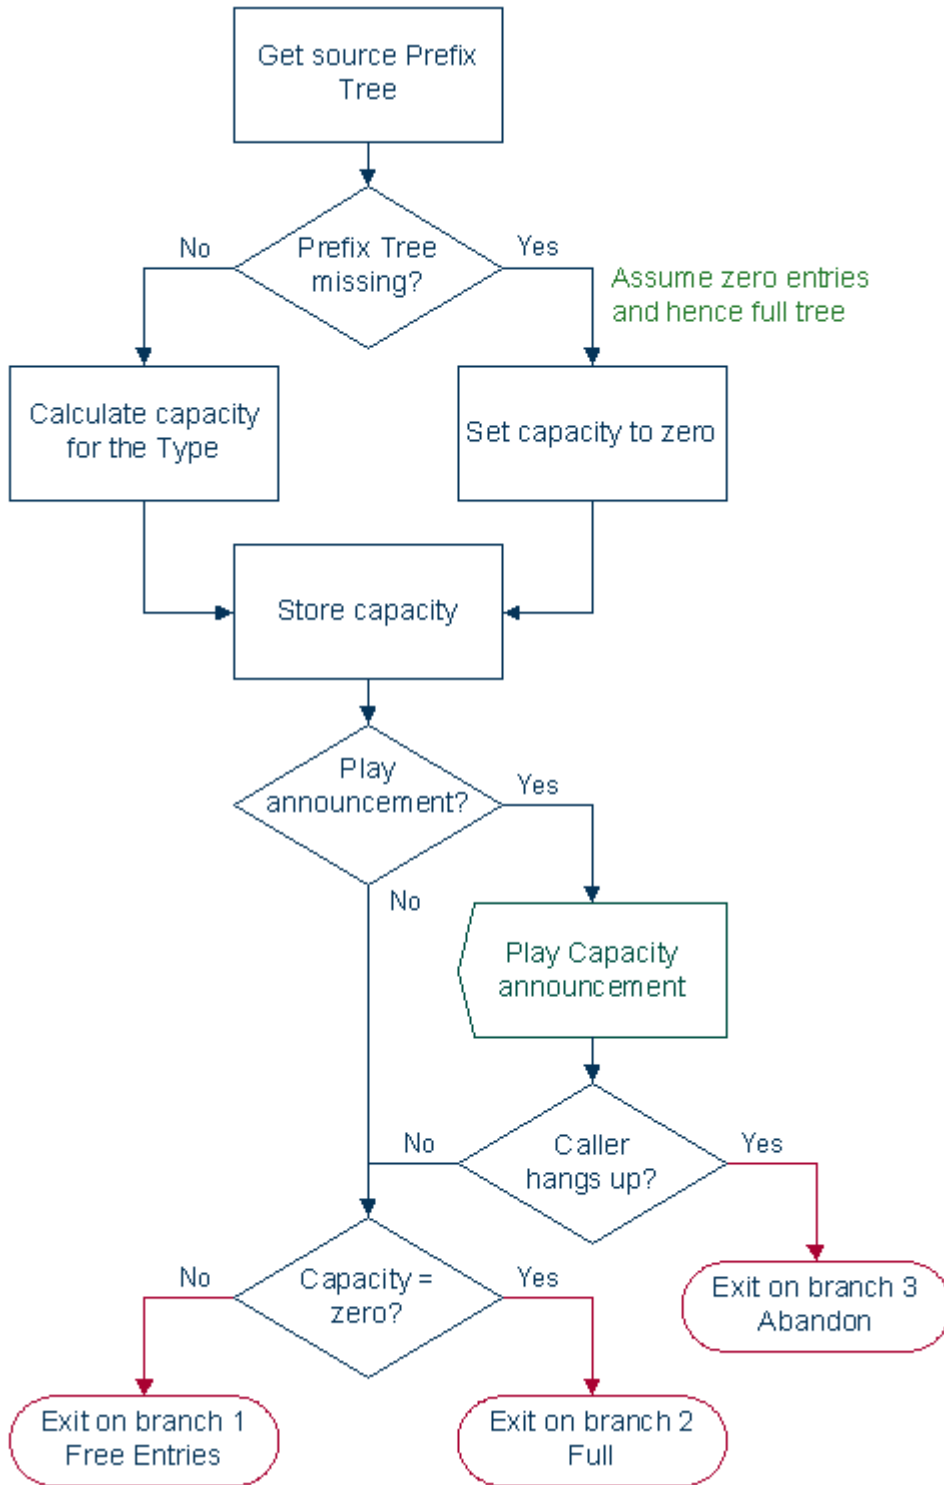 Get source Prefix
Tree
Prefix Tree
missing?
No
Yes
Assume zero entries
and hence full tree
Calculate capacity
for the Type
Set capacity to zero
Store capacity
Play
announcement?
Yes
No
Play Capacity
announcement
Caller
hangs up?
No
Yes
Exit on branch 3
Abandon
Capacity =
zero?
No
Yes
Exit on branch 1
Free Entries
Exit on branch 2
Full